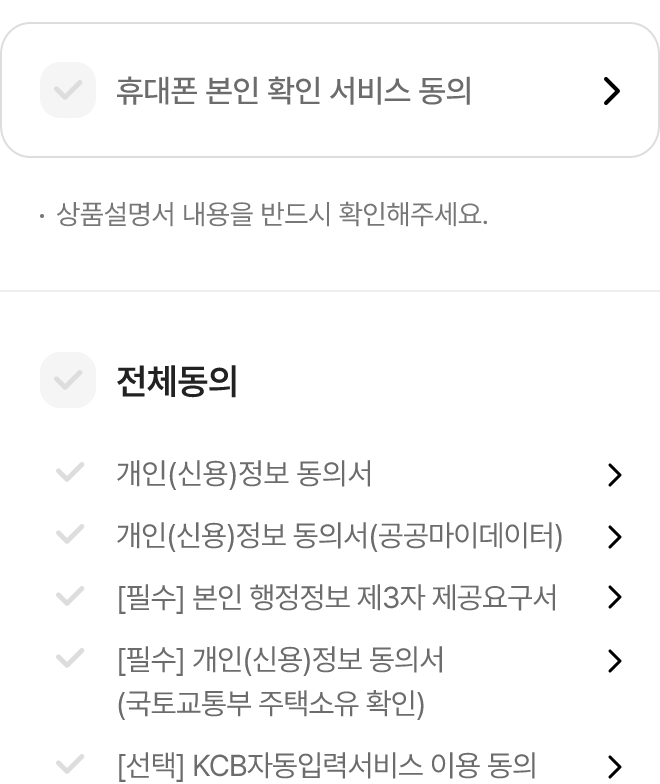 휴대폰 본인 확인 서비스 동의
· 상품설명서 내용을 반드시 확인해주세요.
전체동의
개인(신용)정보 동의서
개인(신용)정보 동의서(공공마이데이터)
[필수] 본인 행정정보 제3자 제공요구서
[필수] 개인(신용)정보 동의서
(국토교통부 주택소유 확인)
[선택] KCB자동입력서비스 이용 동의